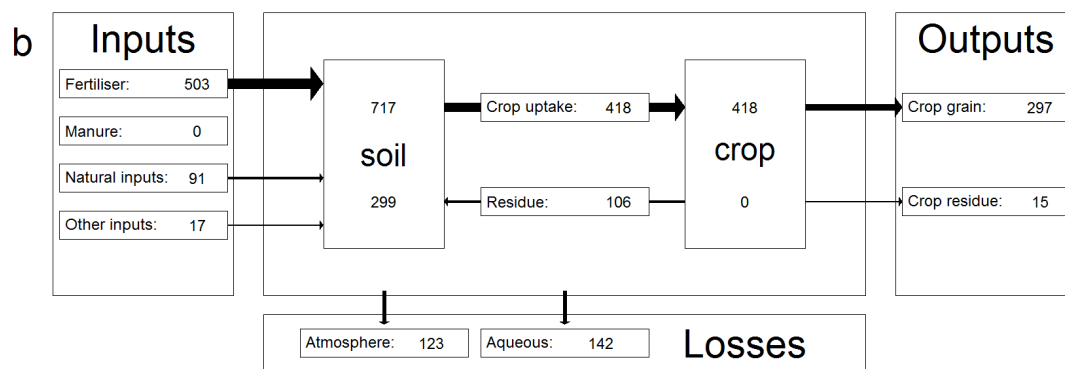 b
Inputs
Fertiliser: 503
Manure: 0
Natural inputs: 91
Other inputs: 17
717
soil
299
Crop uptake: 418
Residue: 106
418
crop
0
Outputs
Crop grain: 297
Crop residue: 15
Atmosphere: 123
Aqueous: 142
Losses